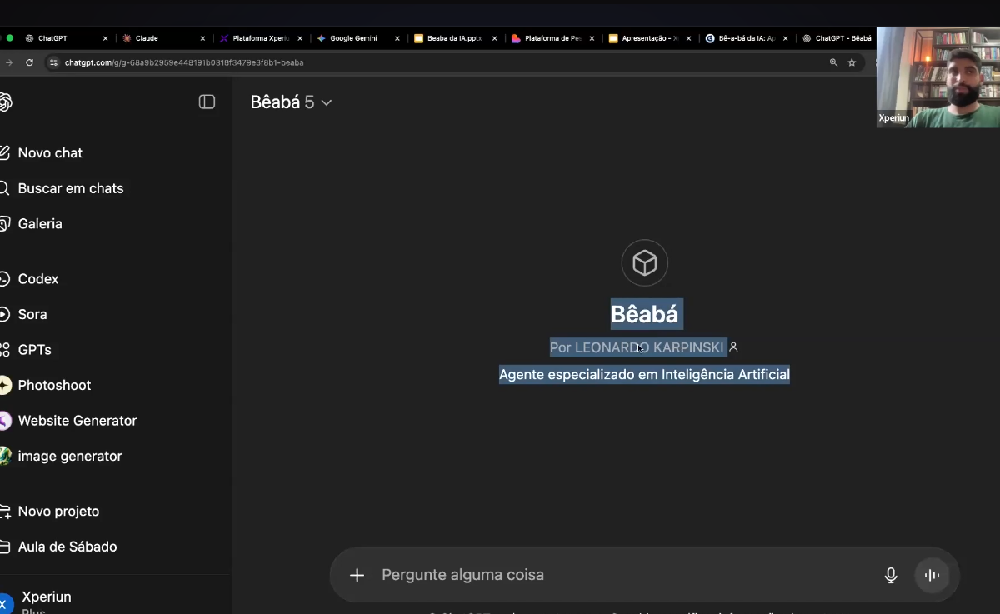 ChatGPT
Claude
Plataforma Xperiu
Google Gemini
Beaba da IA.pptx
Plataforma de Pe
Apresentação - X
Bê-a-bá da IA: Ap
ChatGPT - Bêabá
chatgpt.com/g/g-68a9b2959e448191b0318f3479e3f8b1-beaba
Xperiun
Bêabá 5
Novo chat
Buscar em chats
Galeria
Codex
Sora
GPTs
Photoshoot
Website Generator
image generator
Novo projeto
Aula de Sábado
X
Xperiun
Plus
Bêabá
Por LEONARDO KARPINSKI
Agente especializado em Inteligência Artificial
Pergunte alguma coisa